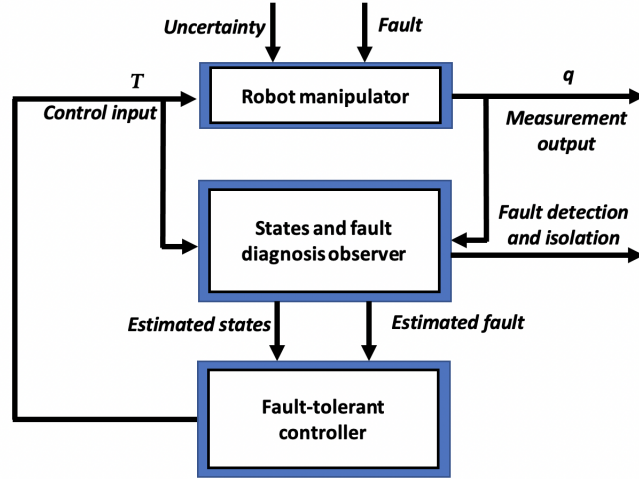 Uncertainty
Fault
T
Control input
Robot manipulator
q
Measurement
output
States and fault
diagnosis observer
Fault detection
and isolation
Estimated states
Estimated fault
Fault-tolerant
controller